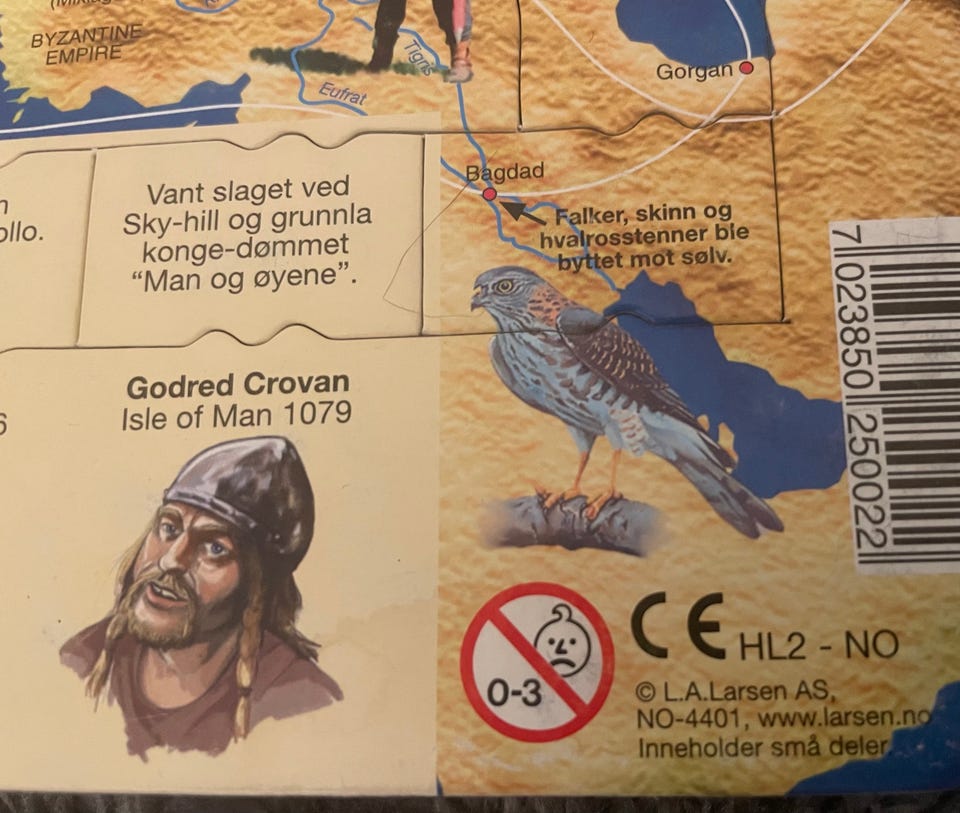 BYZANTINE
EMPIRE
Tigris
Eufrat
Gorgan
Bagdad
Falker, skinn og
hvalrosstenner ble
byttet mot sølv.
ollo.
Vant slaget ved
Sky-hill og grunnla
konge-dømmet
“Man og øyene”.
6
Godred Crovan
Isle of Man 1079
7 023850 250022
0-3
CE HL2 - NO
© L.A.Larsen AS,
NO-4401, www.larsen.no
Inneholder små deler.